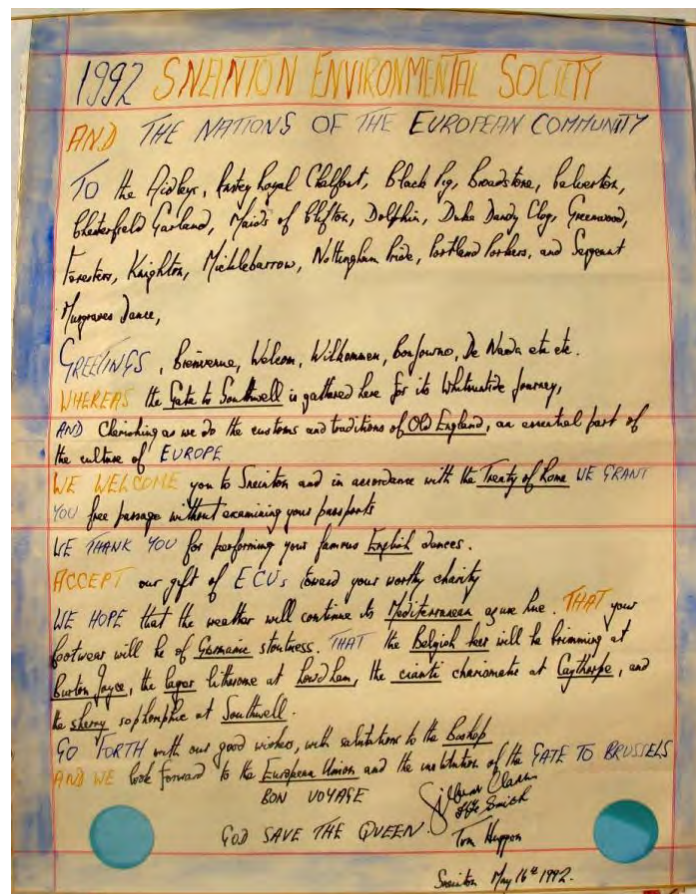 1992 SNEINTON ENVIRONMENTAL SOCIETY
AND THE NATIONS OF THE EUROPEAN COMMUNITY
TO the Aidleys, Anstey Royal Chalfont, Black Pig, Broadstone, Calverton,
Chesterfield Garland, Maids of Clifton, Dolphin, Duke Dandy Clog, Greenwood,
Foresters, Knighton, Micklebarrow, Nottingham Pride, Portland Porkers, and Sergeant
Musgraves Dance,
GREETINGS, Bienvenue, Welcom, Wilkommen, Bonjourno, De Nada etc etc.
WHEREAS the Gate to Southwell is gathered here for its Whitsuntide Journey,
AND Cherishing as we do the customs and traditions of Old England, an essential part of
the culture of EUROPE
WE WELCOME you to Sneinton and in accordance with the Treaty of Rome WE GRANT
YOU free passage without examining your passports
WE THANK YOU for performing your famous English dances.
ACCEPT our gift of ECUs toward your worthy charity
WE HOPE that the weather will continue its Mediterranean azure hue. THAT your
footwear will be of Germanic stoutness. THAT the Belgish beer will be brimming at
Burton Joyce, the lager lithsome at Lowdham, the cianti charismatic at Caythorpe, and
the sherry sophorphic at Southwell.
GO FORTH with our good wishes, with salutations to the Bishop
AND WE look forward to the European Union and the institution of the GATE TO BRUSSELS
BON VOYAGE
Smith
GOD SAVE THE QUEEN.
Tom Huggon
Sneinton May 16th 1992.